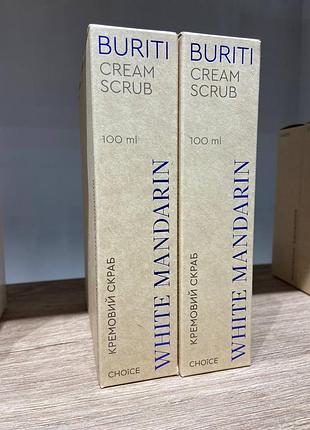 BURITI
CREAM
SCRUB
100 ml
КРЕМОВИЙ СКРАБ
WHITE MANDARIN
CHOICE
BURITI
CREAM
SCRUB
100 ml
КРЕМОВИЙ СКРАБ
WHITE MANDARIN
CHOICE